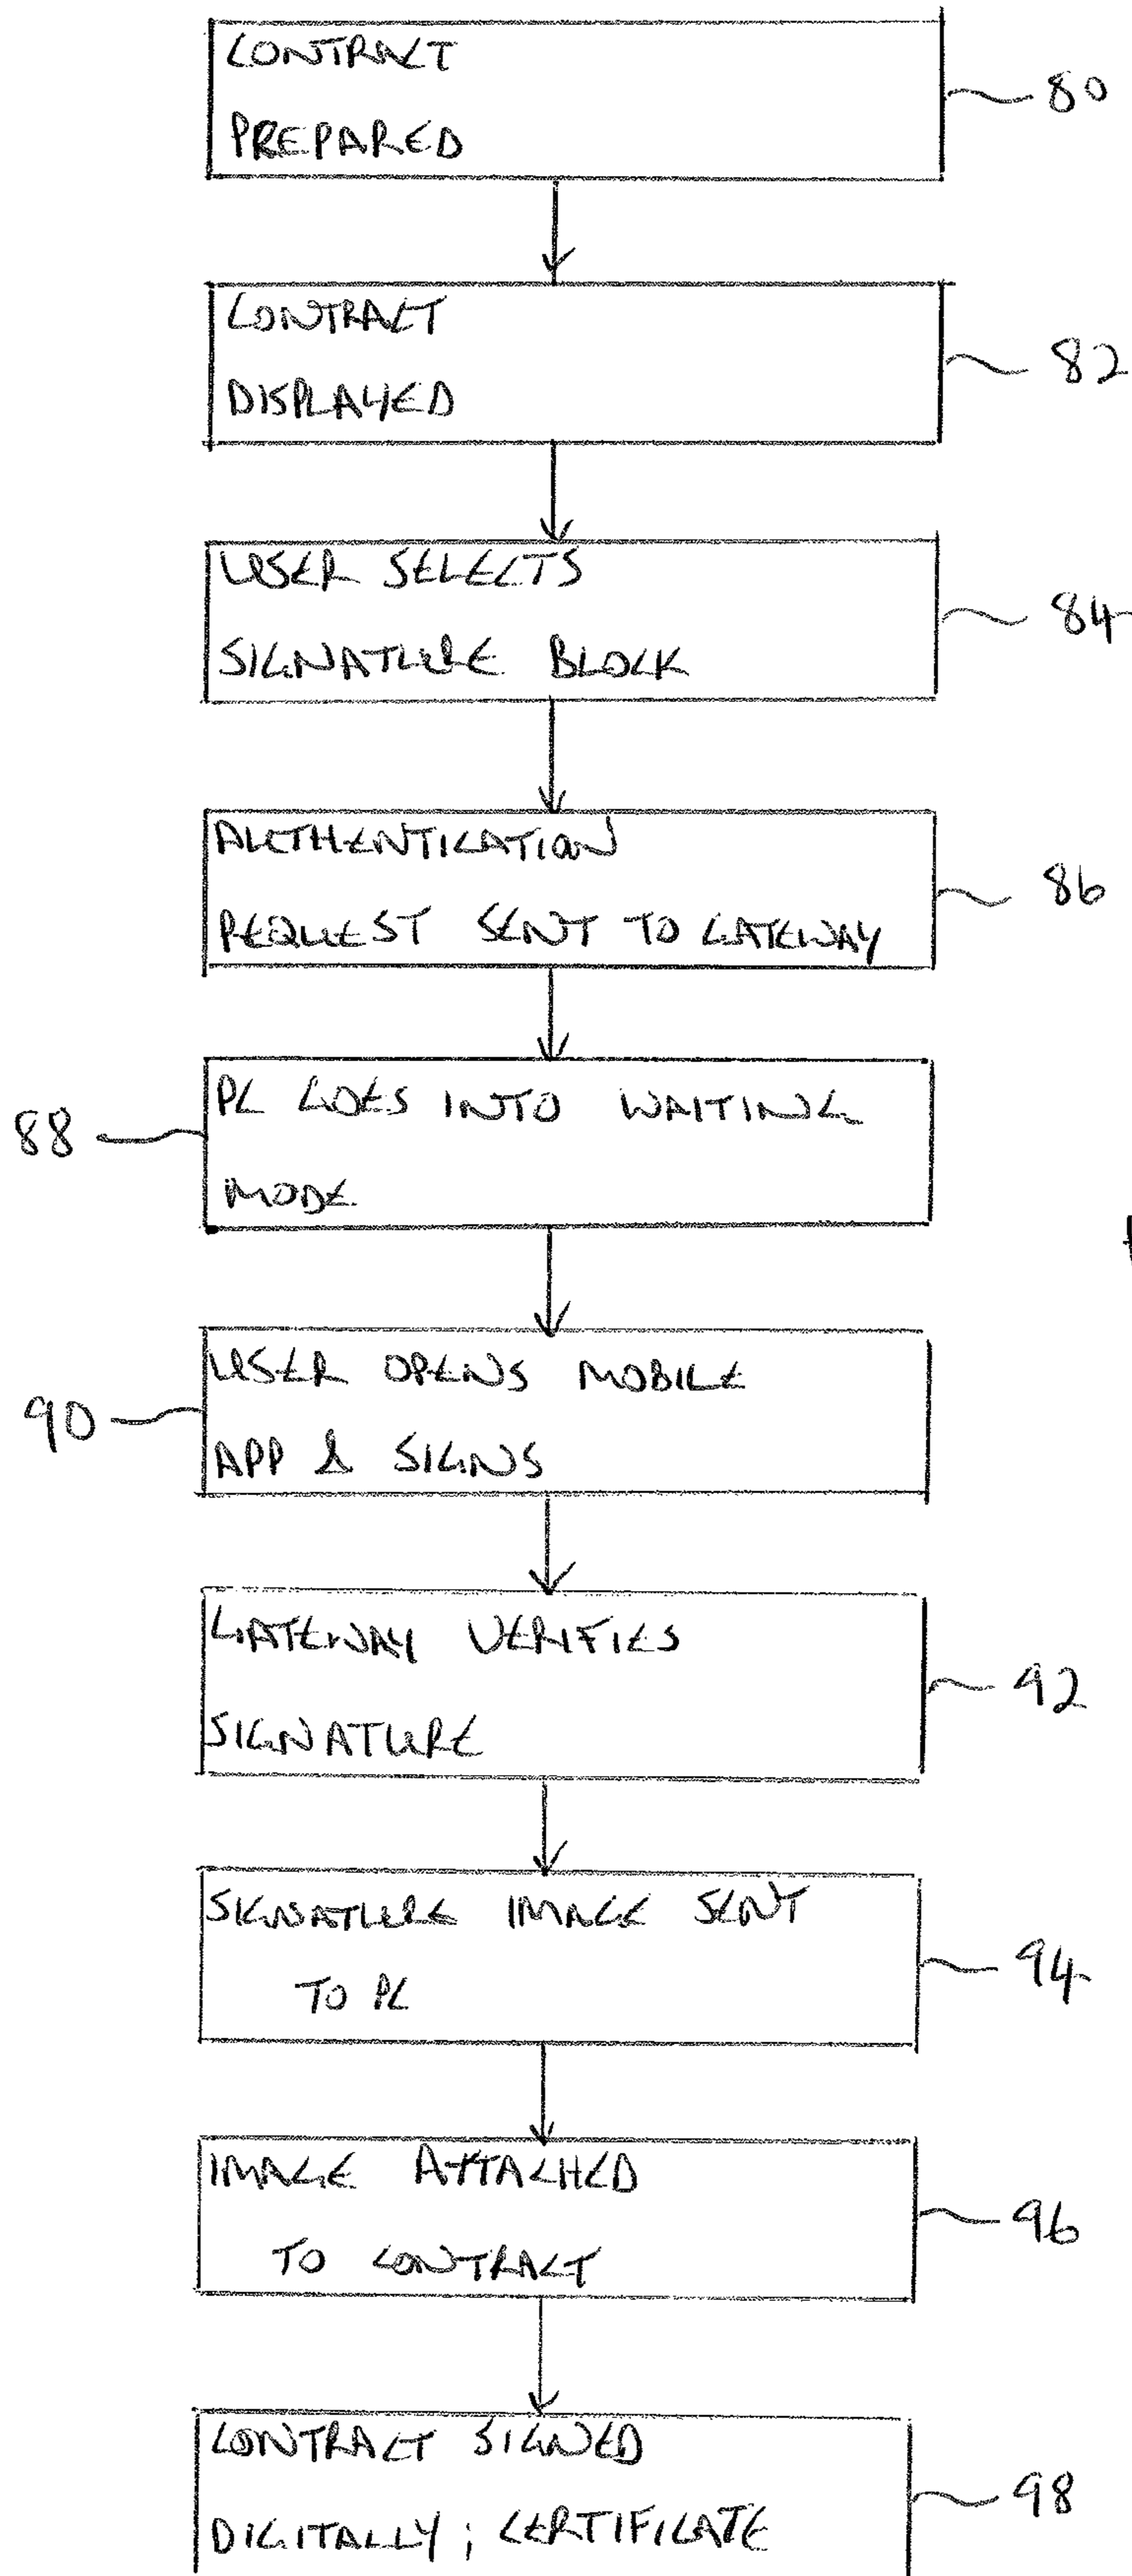 CONTRACT
PREPARED
80
CONTRACT
DISPLAYED
82
USER SELECTS
SIGNATURE BLOCK
84
AUTHENTICATION
REQUEST SENT TO GATEWAY
86
PC GOES INTO WAITING
MODE
88
USER OPENS MOBILE
APP & SIGNS
90
GATEWAY VERIFIES
SIGNATURE
92
SIGNATURE IMAGE SENT
TO PC
94
IMAGE ATTACHED
TO CONTRACT
96
CONTRACT SIGNED
DIGITALLY; CERTIFICATE
98